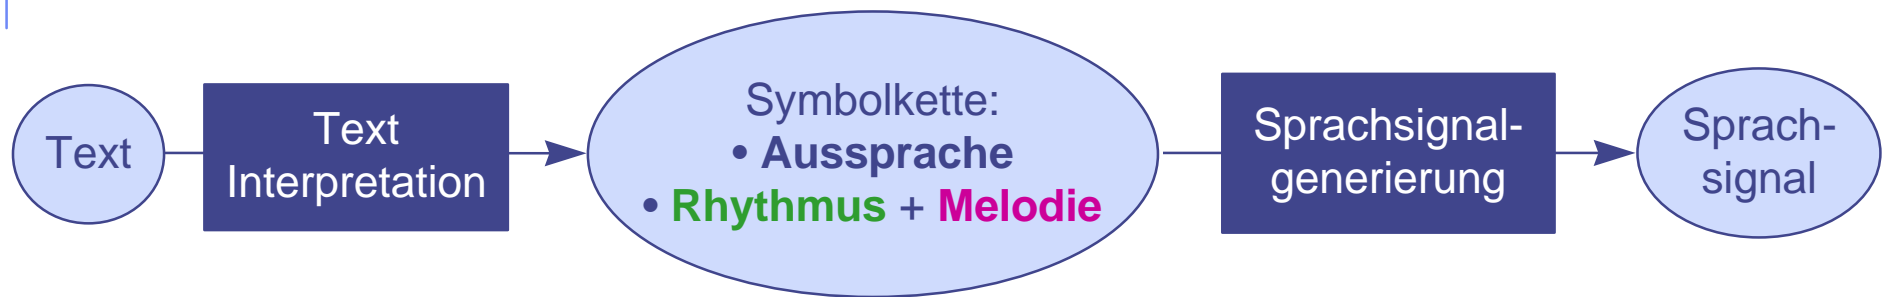 Text
Text
Interpretation
Symbolkette:
• Aussprache
• Rhythmus + Melodie
Sprachsignal-
generierung
Sprach-
signal